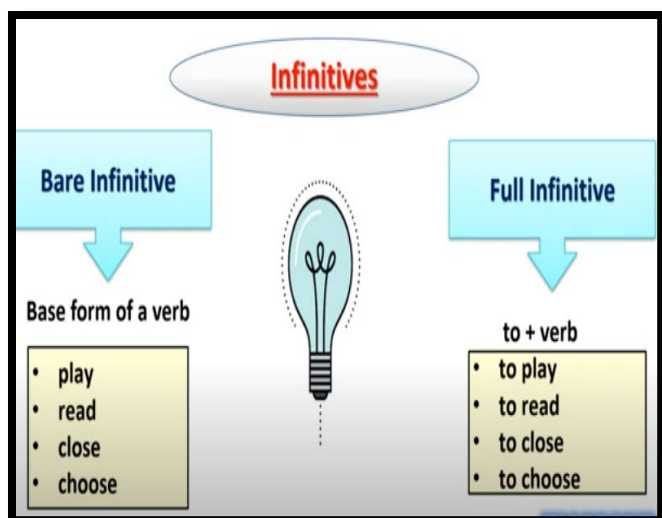 Infinitives
Bare Infinitive
Base form of a verb
• play
• read
• close
• choose
Full Infinitive
to + verb
• to play
• to read
• to close
• to choose